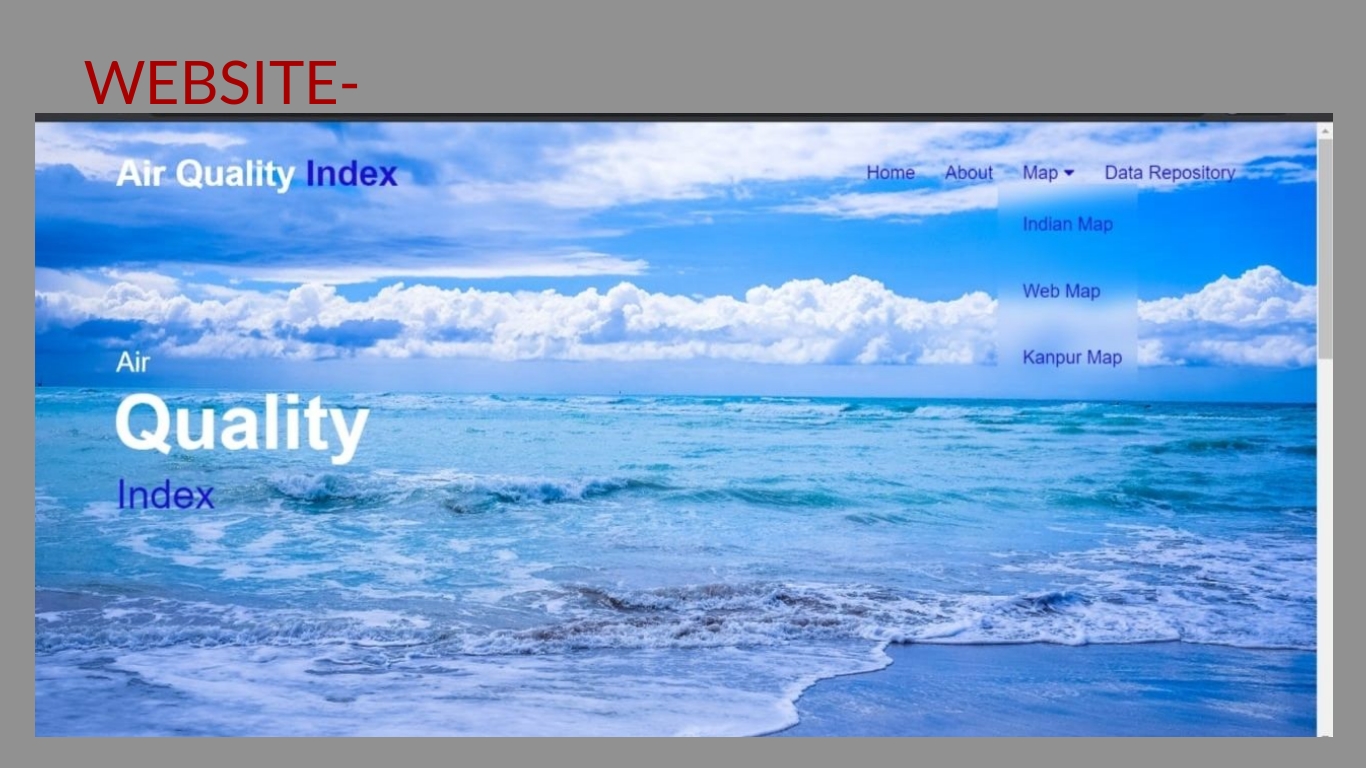 WEBSITE-
Air Quality Index
Home About Map Data Repository
Indian Map
Web Map
Kanpur Map
Air
Quality
Index